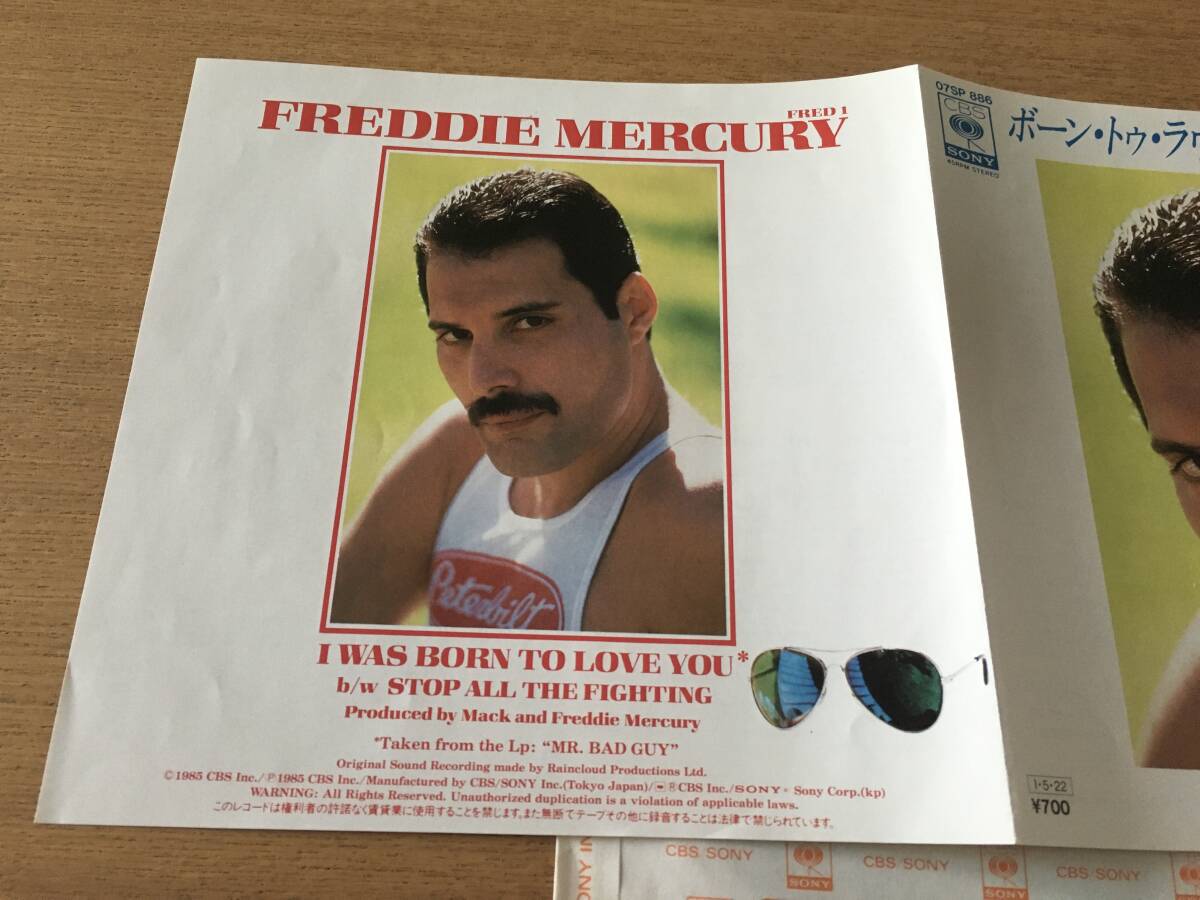 FRED 1
FREDDIE MERCURY
Peterbilt
I WAS BORN TO LOVE YOU*
b/w STOP ALL THE FIGHTING
Produced by Mack and Freddie Mercury
*Taken from the Lp: “MR. BAD GUY”
Original Sound Recording made by Raincloud Productions Ltd.
©1985 CBS Inc./℗1985 CBS Inc./Manufactured by CBS/SONY Inc.(Tokyo Japan)/®CBS Inc./SONY® Sony Corp.(kp)
WARNING: All Rights Reserved. Unauthorized duplication is a violation of applicable laws.
このレコードは権利者の許諾なく賃貸業に使用することを禁じます。また無断でテープその他に録音することは法律で禁じられています。
07SP 886
CBS
SONY
45RPM STEREO
ボーン・トゥ・ラ
1・5・22
¥700
CBS SONY
SONY
CBS SONY
SONY
CBS SONY